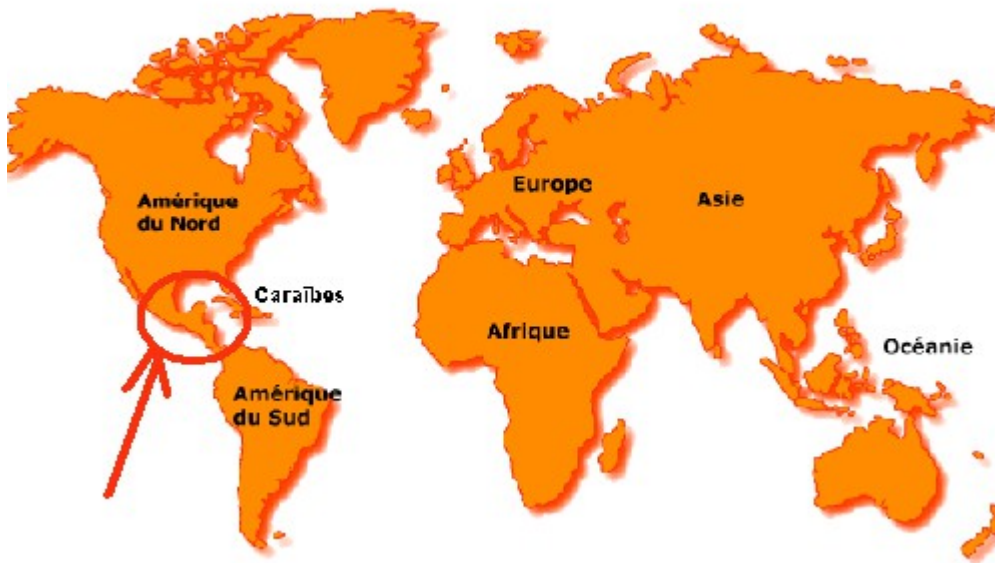 Amérique
du Nord
Caraïbes
Europe
Asie
Afrique
Océanie
Amérique
du Sud